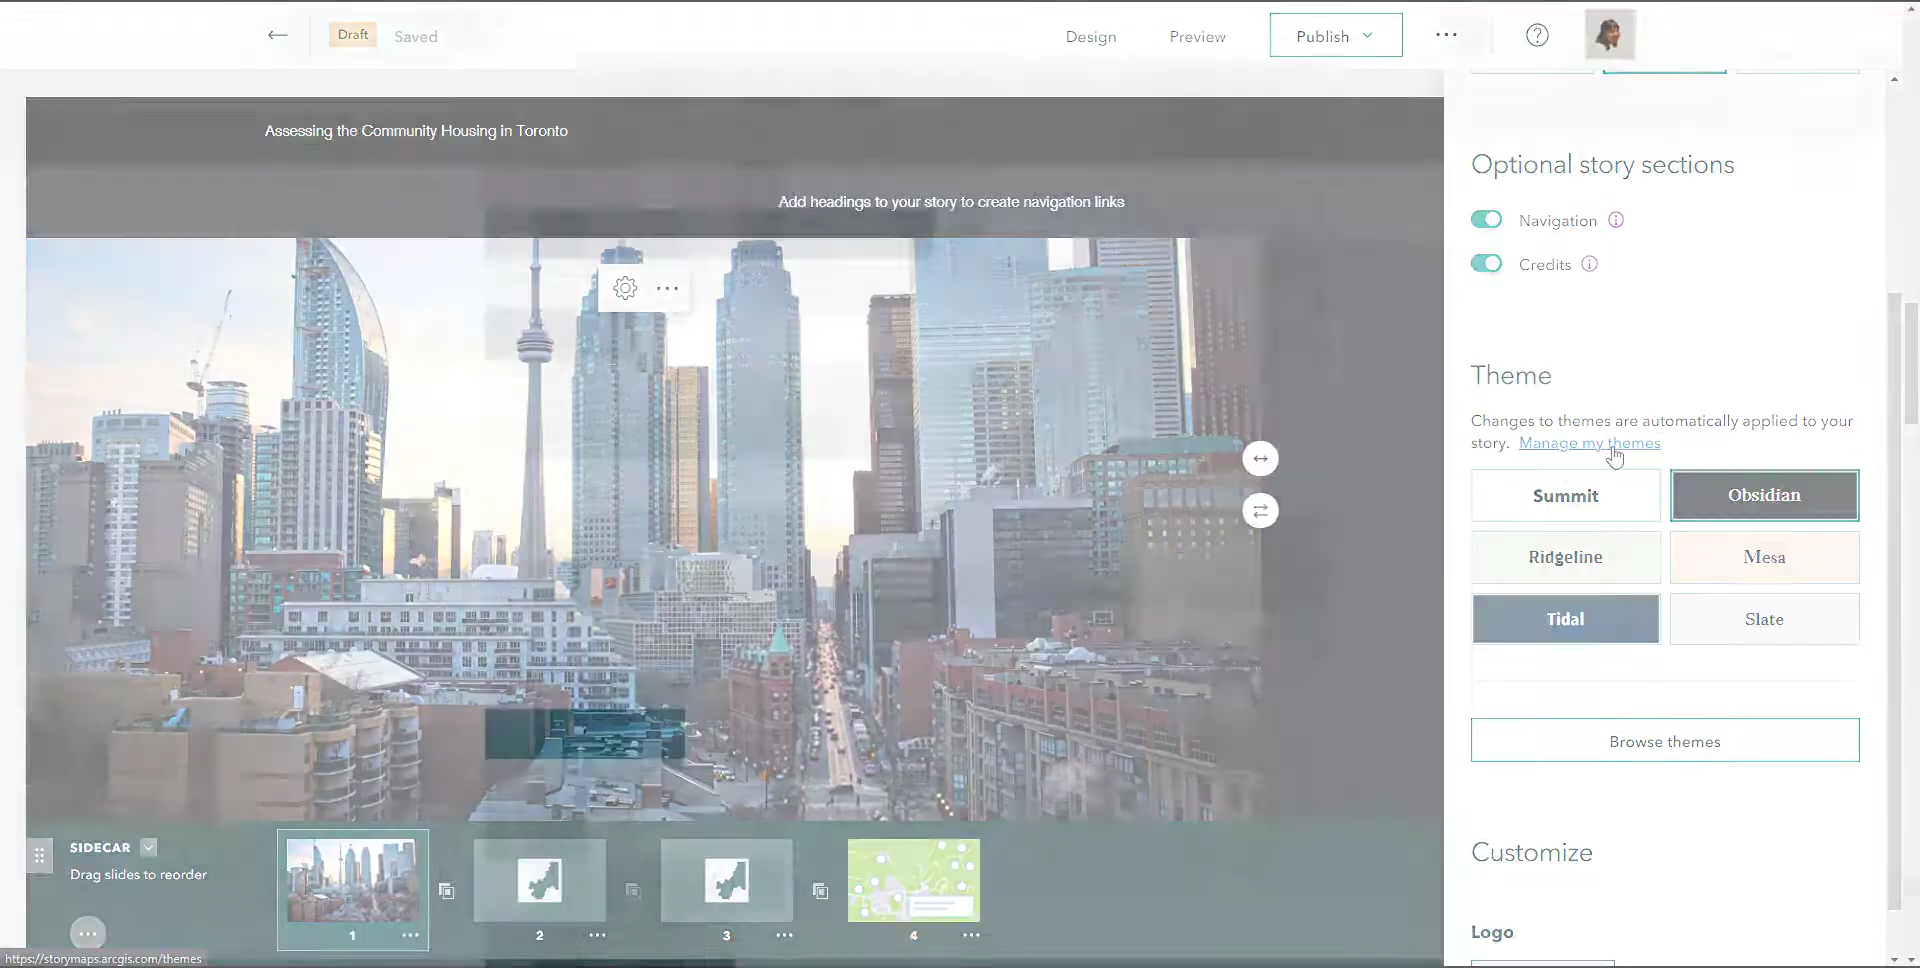 Draft
Saved
Design
Preview
Publish
Assessing the Community Housing in Toronto
Add headings to your story to create navigation links
Optional story sections
Navigation
Credits
Theme
Changes to themes are automatically applied to your
story. Manage my themes
Summit
Obsidian
Ridgeline
Mesa
Tidal
Slate
Browse themes
Customize
Logo
SIDECAR
Drag slides to reorder
1
2
3
4
https://storymaps.arcgis.com/themes